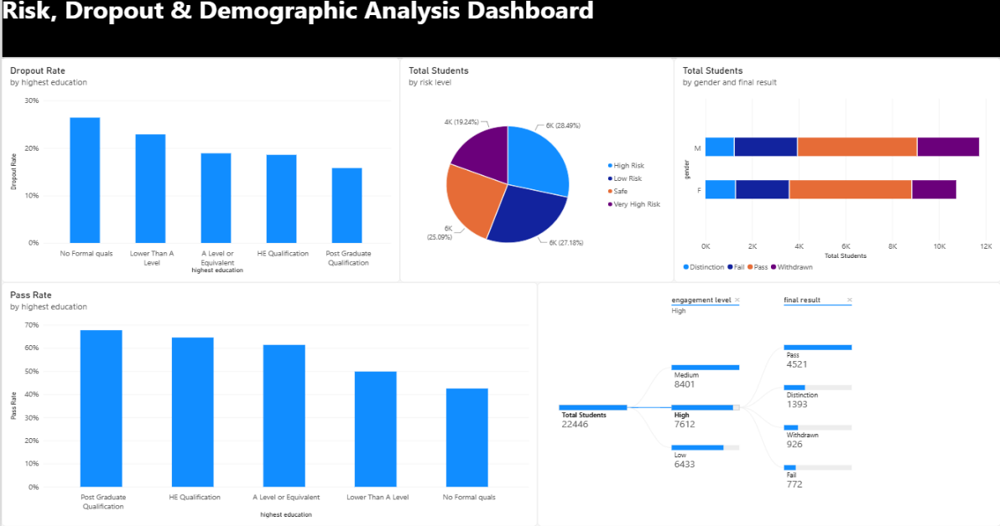 Risk, Dropout & Demographic Analysis Dashboard
Dropout Rate
by highest education
30%
20%
10%
0%
Dropout Rate
No Formal quals
Lower Than A
Level
A Level or
Equivalent
HE Qualification
Post Graduate
Qualification
highest education
Total Students
by risk level
4K (19.24%)
6K (28.49%)
6K
(25.09%)
6K (27.18%)
High Risk
Low Risk
Safe
Very High Risk
Total Students
by gender and final result
gender
M
F
0K
2K
4K
6K
8K
10K
12K
Total Students
Distinction
Fail
Pass
Withdrawn
Pass Rate
by highest education
70%
60%
50%
40%
30%
20%
10%
0%
Pass Rate
Post Graduate
Qualification
HE Qualification
A Level or Equivalent
Lower Than A Level
No Formal quals
highest education
engagement level ×
High
final result ×
Total Students
22446
Medium
8401
High
7612
Low
6433
Pass
4521
Distinction
1393
Withdrawn
926
Fail
772